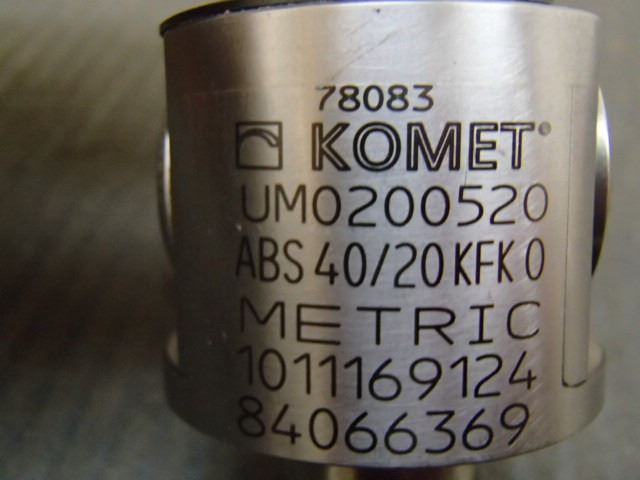 78083
KOMET®
UM0200520
ABS 40/20 KFK 0
METRIC
1011169124
84066369